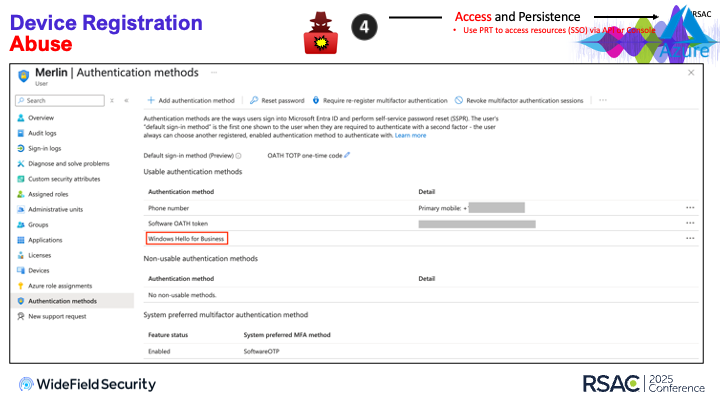 Device Registration
Abuse
4
Access and Persistence
RSAC
• Use PRT to access resources (SSO) via API or Console
Azure
Merlin | Authentication methods ...
User
Search
Overview
Audit logs
Sign-in logs
Diagnose and solve problems
Custom security attributes
Assigned roles
Administrative units
Groups
Applications
Licenses
Devices
Azure role assignments
Authentication methods
New support request
+ Add authentication method
Reset password
Require re-register multifactor authentication
Revoke multifactor authentication sessions
...
Authentication methods are the ways users sign into Microsoft Entra ID and perform self-service password reset (SSPR). The user's
"default sign-in method" is the first one shown to the user when they are required to authenticate with a second factor - the user
always can choose another registered, enabled authentication method to authenticate with. Learn more
Default sign-in method (Preview) OATH TOTP one-time code
Usable authentication methods
Authentication method Detail
Phone number Primary mobile: +1
Software OATH token
Windows Hello for Business
Non-usable authentication methods
Authentication method Detail
No non-usable methods.
System preferred multifactor authentication method
Feature status System preferred MFA method
Enabled SoftwareOTP
WideField Security
RSAC 2025
Conference